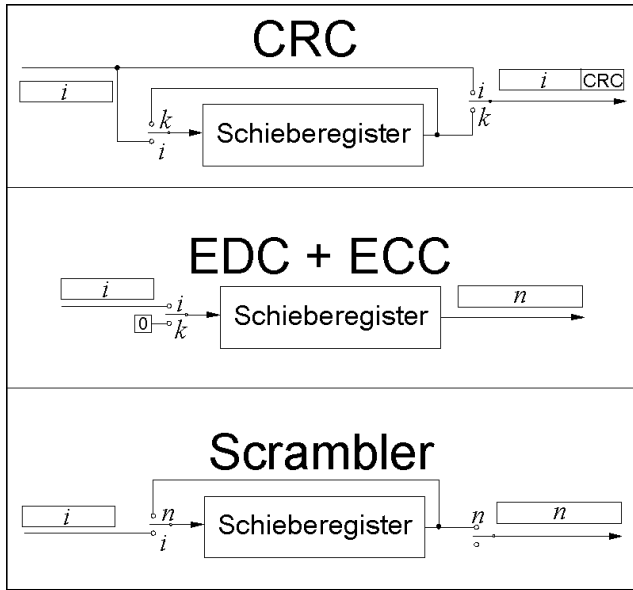 CRC
i
i CRC
k
i
Schieberegister
i
k
EDC + ECC
i
i
0 k
Schieberegister
n
Scrambler
i
n
i
Schieberegister
n
n